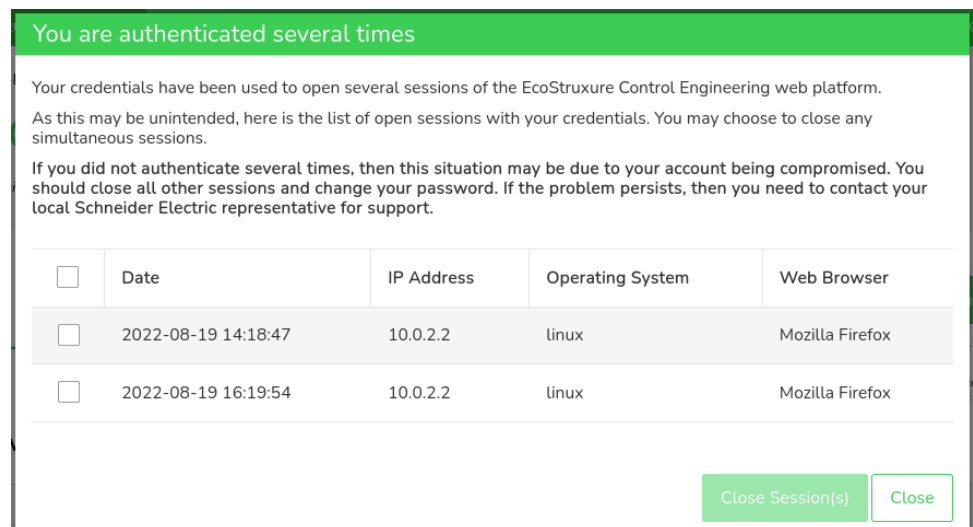 You are authenticated several times
Your credentials have been used to open several sessions of the EcoStruxure Control Engineering web platform.
As this may be unintended, here is the list of open sessions with your credentials. You may choose to close any
simultaneous sessions.
If you did not authenticate several times, then this situation may be due to your account being compromised. You
should close all other sessions and change your password. If the problem persists, then you need to contact your
local Schneider Electric representative for support.
Date IP Address Operating System Web Browser
2022-08-19 14:18:47 10.0.2.2 linux Mozilla Firefox
2022-08-19 16:19:54 10.0.2.2 linux Mozilla Firefox
Close Session(s) Close